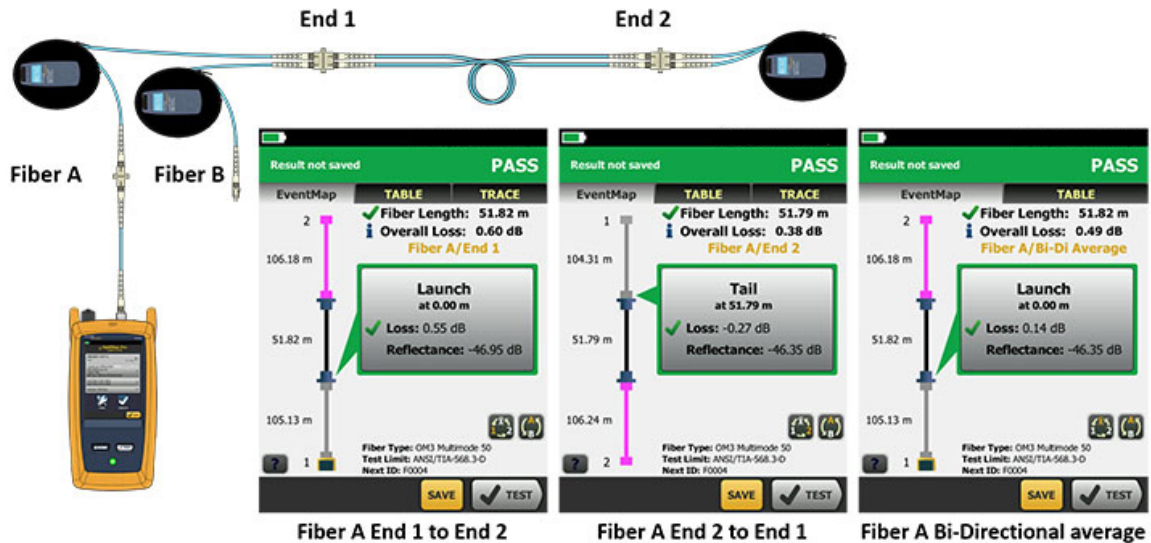 End 1
End 2
Fiber A
Fiber B
Result not saved PASS
EventMap TABLE TRACE
2
Fiber Length: 51.82 m
Overall Loss: 0.60 dB
Fiber A/End 1
106.18 m
Launch
at 0.00 m
Loss: 0.55 dB
Reflectance: -46.95 dB
51.82 m
105.13 m
1
Fiber Type: OM3 Multimode 50
Test Limit: ANSI/TIA-568.3-D
Next ID: F0004
?
SAVE TEST
Fiber A End 1 to End 2
Result not saved PASS
EventMap TABLE TRACE
1
Fiber Length: 51.79 m
Overall Loss: 0.38 dB
Fiber A/End 2
104.31 m
Tail
at 51.79 m
Loss: -0.27 dB
Reflectance: -46.35 dB
51.79 m
106.24 m
2
Fiber Type: OM3 Multimode 50
Test Limit: ANSI/TIA-568.3-D
Next ID: F0004
?
SAVE TEST
Fiber A End 2 to End 1
Result not saved PASS
EventMap TABLE
2
Fiber Length: 51.82 m
Overall Loss: 0.49 dB
Fiber A/Bi-Di Average
106.18 m
Launch
at 0.00 m
Loss: 0.14 dB
Reflectance: -46.35 dB
51.82 m
105.13 m
1
Fiber Type: OM3 Multimode 50
Test Limit: ANSI/TIA-568.3-D
Next ID: F0004
?
SAVE TEST
Fiber A Bi-Directional average